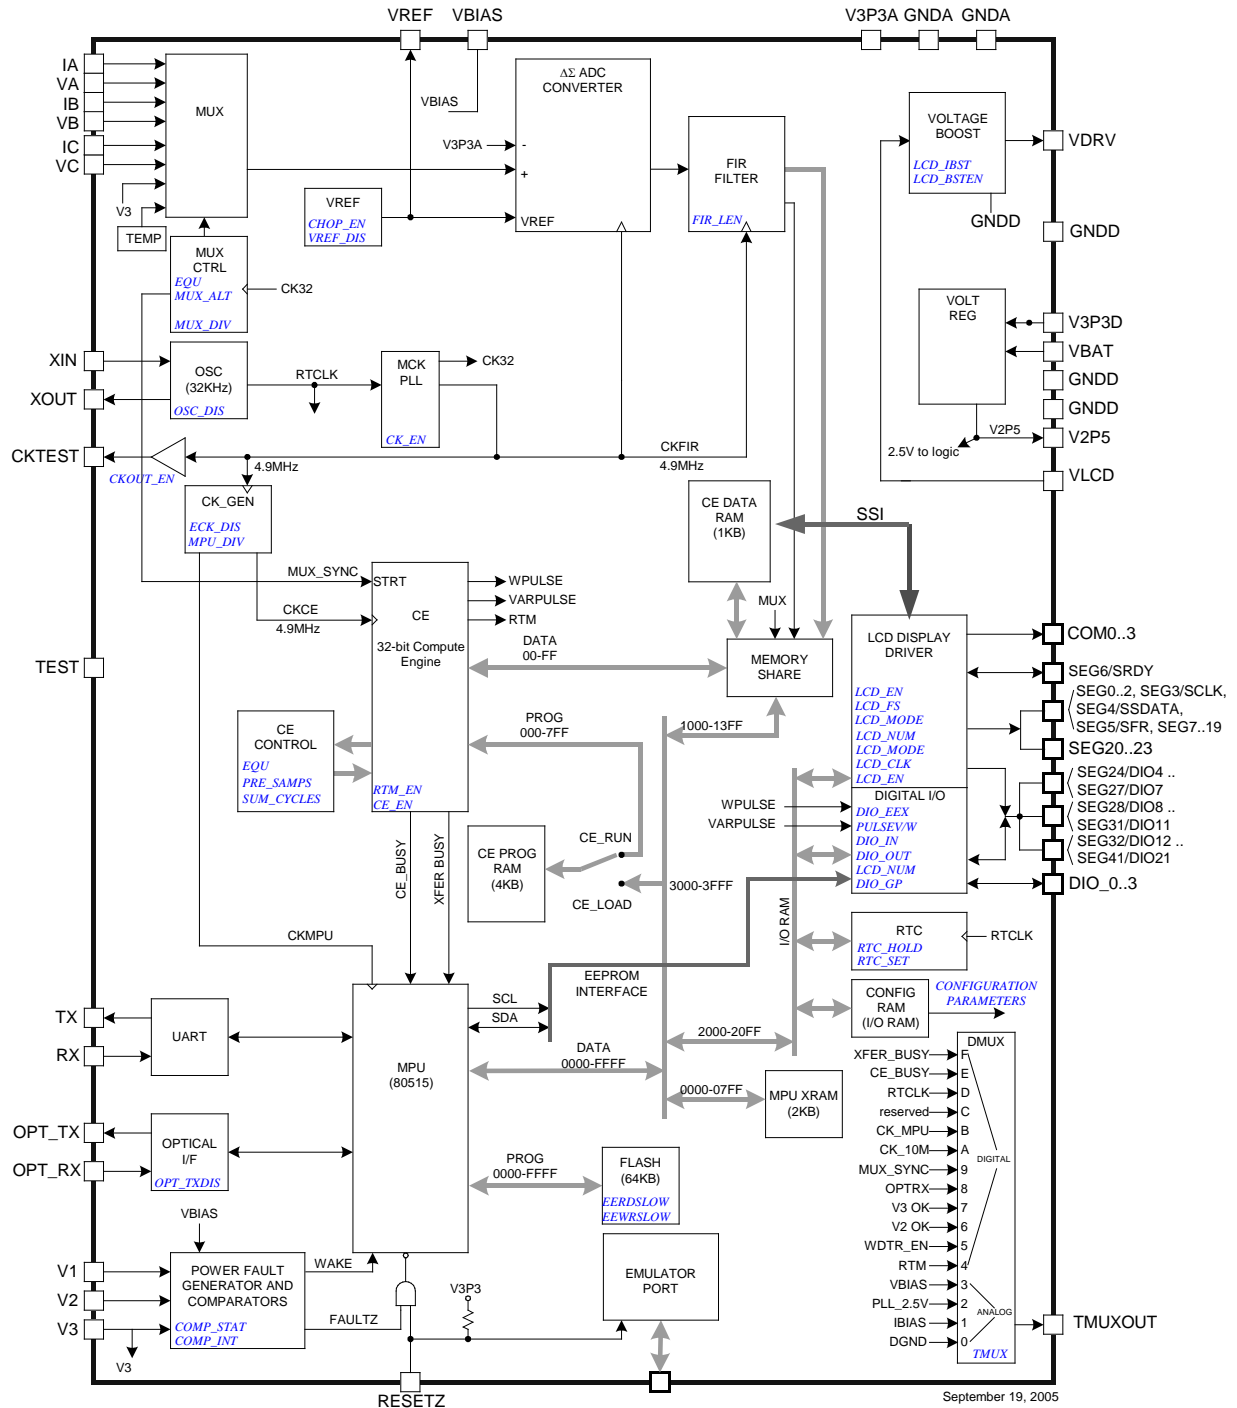 VREF VBIAS V3P3A GNDA GNDA
IA
VA
IB
VB
IC
VC
MUX
V3
TEMP
VBIAS
V3P3A
ΔΣ ADC
CONVERTER
-
+
VREF
VREF
CHOP_EN
VREF_DIS
FIR
FILTER
FIR_LEN
VOLTAGE
BOOST
LCD_IBST
LCD_BSTEN
GNDD
VDRV
GNDD
MUX
CTRL
EQU
MUX_ALT
MUX_DIV
CK32
VOLT
REG
V3P3D
VBAT
GNDD
GNDD
V2P5
V2P5
2.5V to logic
VLCD
XIN
XOUT
OSC
(32KHz)
OSC_DIS
RTCLK
MCK
PLL
CK_EN
CK32
CKTEST
CKOUT_EN
4.9MHz
CKFIR
4.9MHz
CK_GEN
ECK_DIS
MPU_DIV
CE DATA
RAM
(1KB)
SSI
MUX_SYNC
CKCE
4.9MHz
STRT
CE
32-bit Compute
Engine
RTM_EN
CE_EN
WPULSE
VARPULSE
RTM
DATA
00-FF
MUX
MEMORY
SHARE
TEST
LCD DISPLAY
DRIVER
LCD_EN
LCD_FS
LCD_MODE
LCD_NUM
LCD_MODE
LCD_CLK
LCD_EN
DIGITAL I/O
DIO_EEX
PULSEV/W
DIO_IN
DIO_OUT
LCD_NUM
DIO_GP
WPULSE
VARPULSE
COM0..3
SEG6/SRDY
SEG0..2, SEG3/SCLK,
SEG4/SSDATA,
SEG5/SFR, SEG7..19
SEG20..23
SEG24/DIO4 ..
SEG27/DIO7
SEG28/DIO8 ..
SEG31/DIO11
SEG32/DIO12 ..
SEG41/DIO21
DIO_0..3
CE
CONTROL
EQU
PRE_SAMPS
SUM_CYCLES
PROG
000-7FF
1000-13FF
CE_BUSY
XFER BUSY
CE PROG
RAM
(4KB)
CE_RUN
CE_LOAD
3000-3FFF
I/O RAM
CKMPU
RTC
RTC_HOLD
RTC_SET
RTCLK
CONFIG
RAM
(I/O RAM)
CONFIGURATION
PARAMETERS
EEPROM
INTERFACE
SCL
SDA
MPU
(80515)
DATA
0000-FFFF
2000-20FF
0000-07FF
MPU XRAM
(2KB)
TX
RX
UART
OPT_TX
OPT_RX
OPTICAL
I/F
OPT_TXDIS
PROG
0000-FFFF
FLASH
(64KB)
EERDSLOW
EEWRSLOW
DMUX
XFER_BUSY F
CE_BUSY E
RTCLK D
reserved C
CK_MPU B
CK_10M A
MUX_SYNC 9
OPTRX 8
V3 OK 7
V2 OK 6
WDTR_EN 5
RTM 4
VBIAS 3
PLL_2.5V 2
IBIAS 1
DGND 0
DIGITAL
ANALOG
TMUX
TMUXOUT
VBIAS
V1
V2
V3
V3
POWER FAULT
GENERATOR AND
COMPARATORS
COMP_STAT
COMP_INT
WAKE
FAULTZ
V3P3
EMULATOR
PORT
RESETZ
September 19, 2005